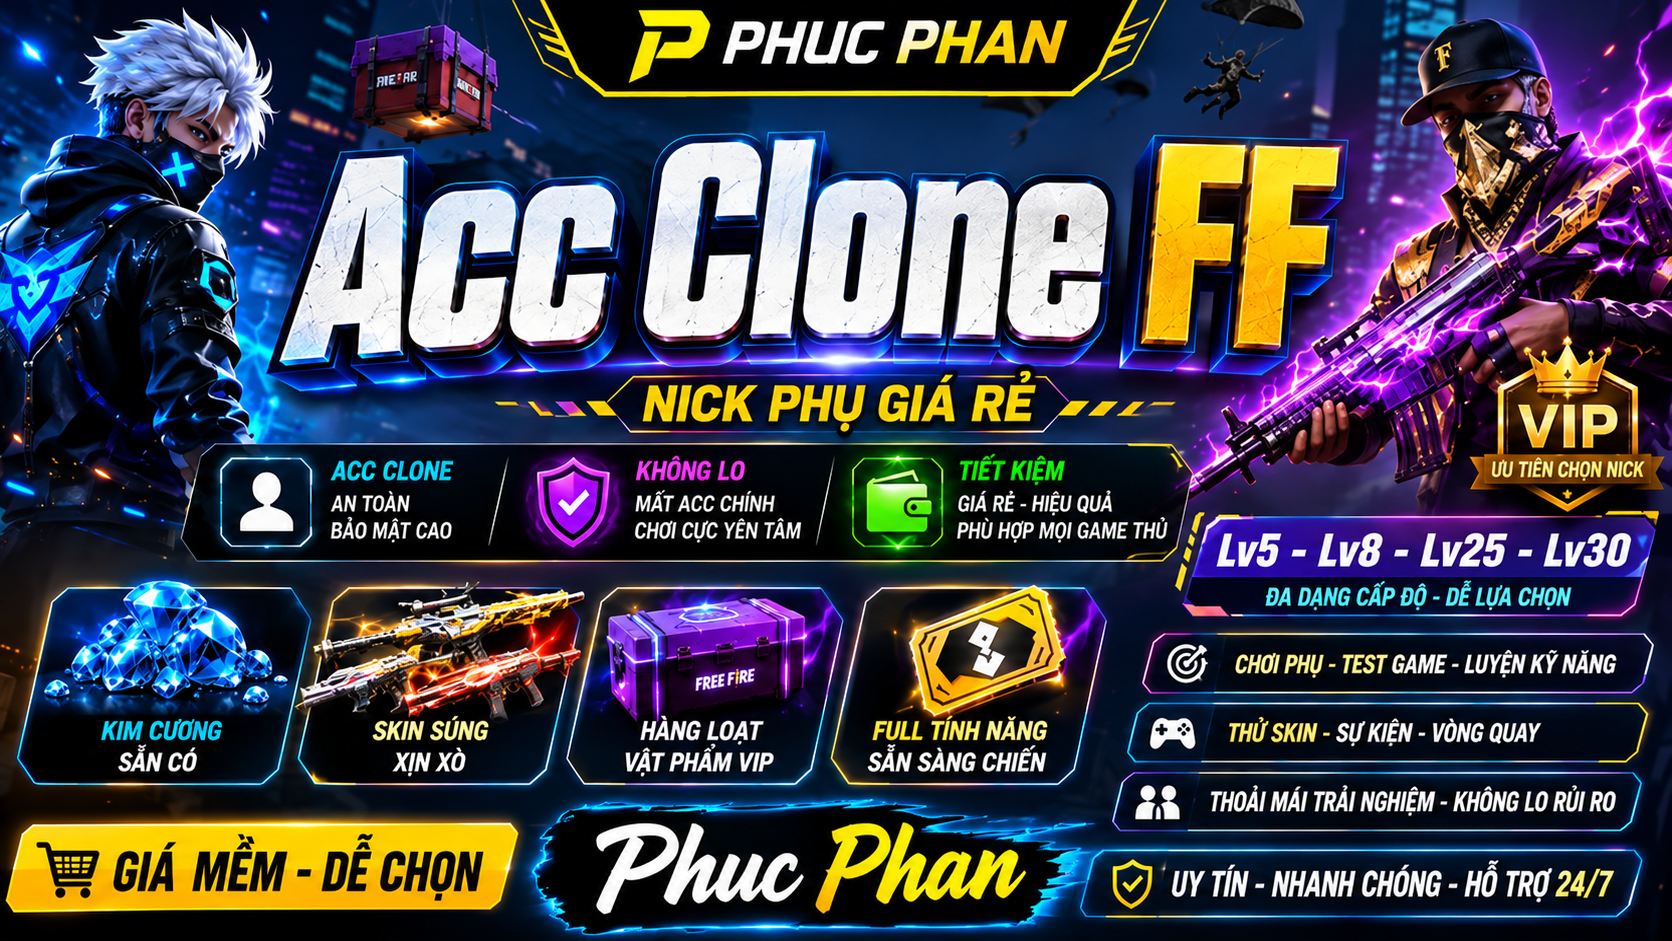 PHUC PHAN
F
Acc Clone FF
NICK PHỤ GIÁ RẺ
VIP
ƯU TIÊN CHỌN NICK
ACC CLONE
AN TOÀN
BẢO MẬT CAO
KHÔNG LO
MẤT ACC CHÍNH
CHƠI CỰC YÊN TÂM
TIẾT KIỆM
GIÁ RẺ - HIỆU QUẢ
PHÙ HỢP MỌI GAME THỦ
Lv5 - Lv8 - Lv25 - Lv30
ĐA DẠNG CẤP ĐỘ - DỄ LỰA CHỌN
KIM CƯƠNG
SẴN CÓ
SKIN SÚNG
XỊN XÒ
FREE FIRE
HÀNG LOẠT
VẬT PHẨM VIP
FULL TÍNH NĂNG
SẴN SÀNG CHIẾN
CHƠI PHỤ - TEST GAME - LUYỆN KỸ NĂNG
THỬ SKIN - SỰ KIỆN - VÒNG QUAY
THOẢI MÁI TRẢI NGHIỆM - KHÔNG LO RỦI RO
GIÁ MỀM - DỄ CHỌN
Phuc Phan
UY TÍN - NHANH CHÓNG - HỖ TRỢ 24/7